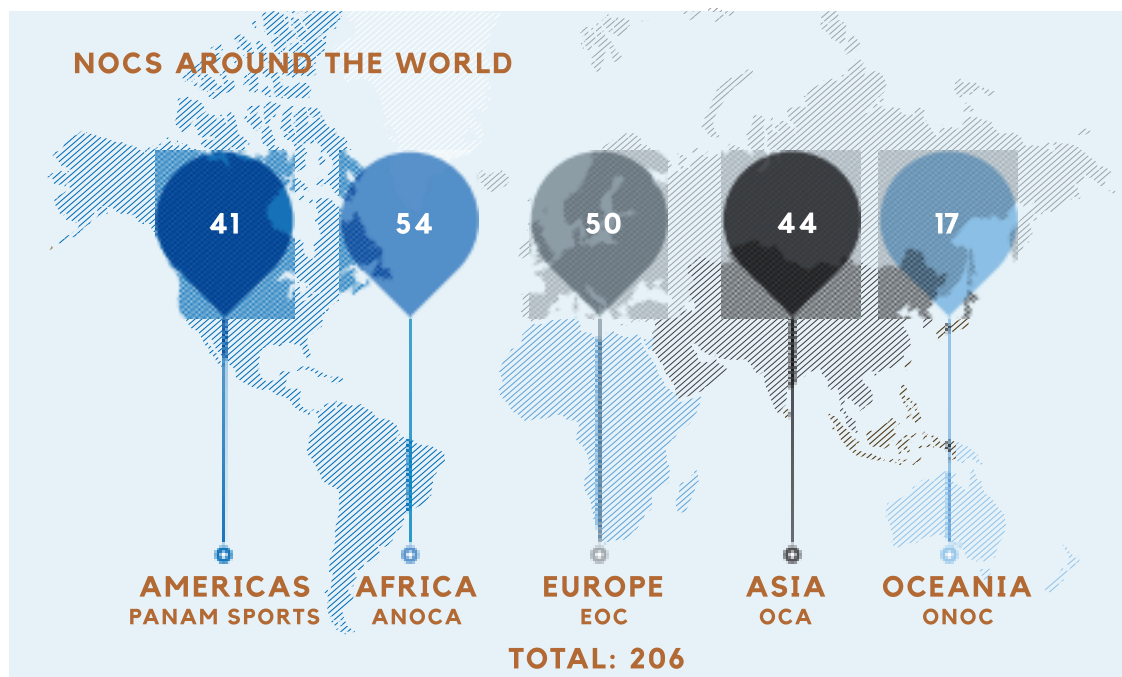 NOCS AROUND THE WORLD
41 54 50 44 17
AMERICAS AFRICA EUROPE ASIA OCEANIA
PANAM SPORTS ANOCA EOC OCA ONOC
TOTAL: 206